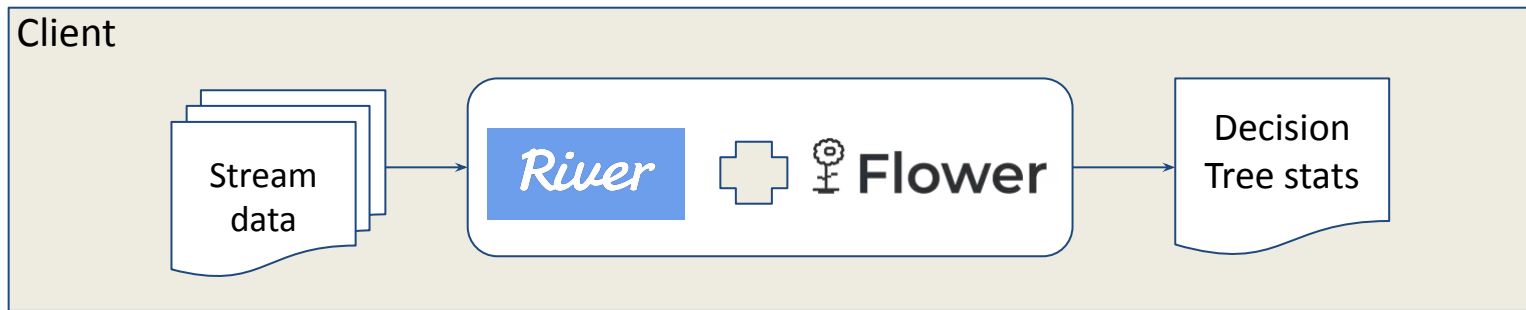 Client
Stream
data
River
Flower
Decision
Tree stats